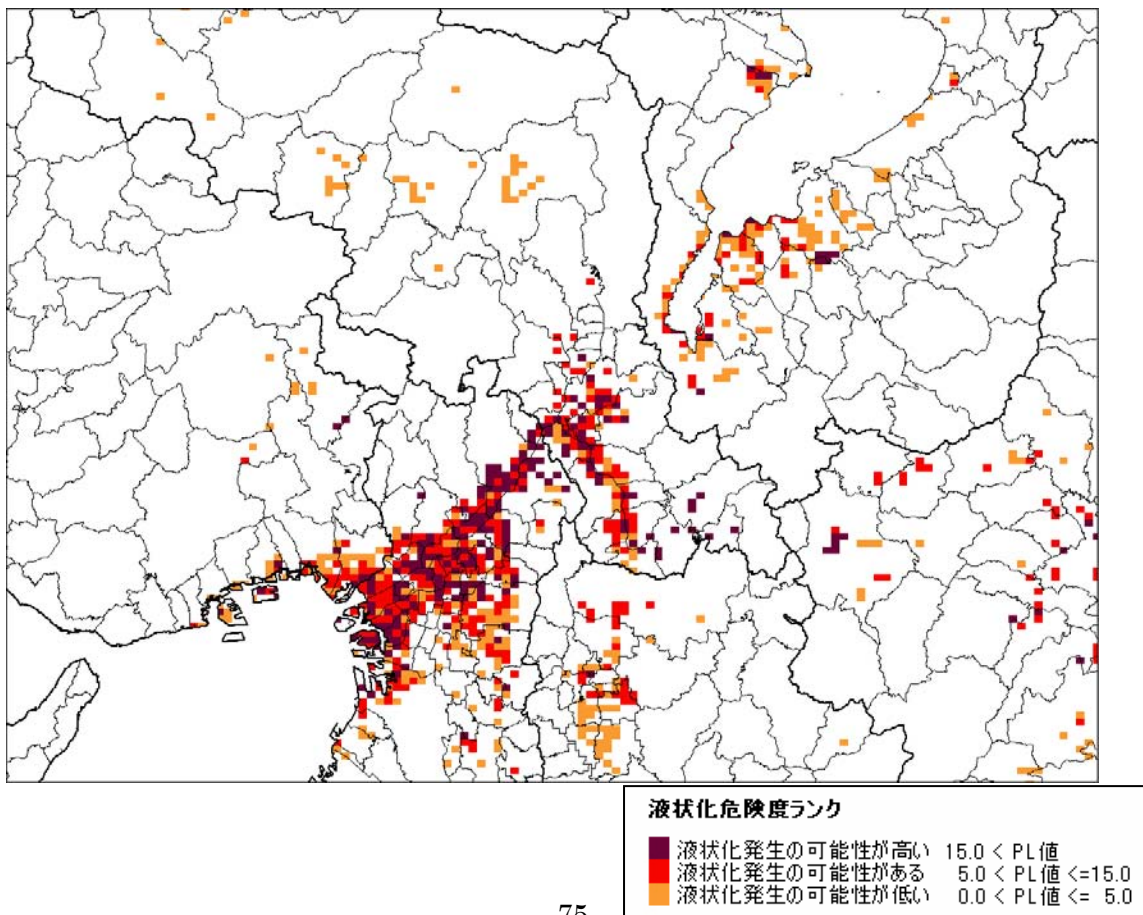 75
液状化危険度ランク
液状化発生の可能性が高い 15.0 < PL値
液状化発生の可能性がある 5.0 < PL値 <=15.0
液状化発生の可能性が低い 0.0 < PL値 <= 5.0